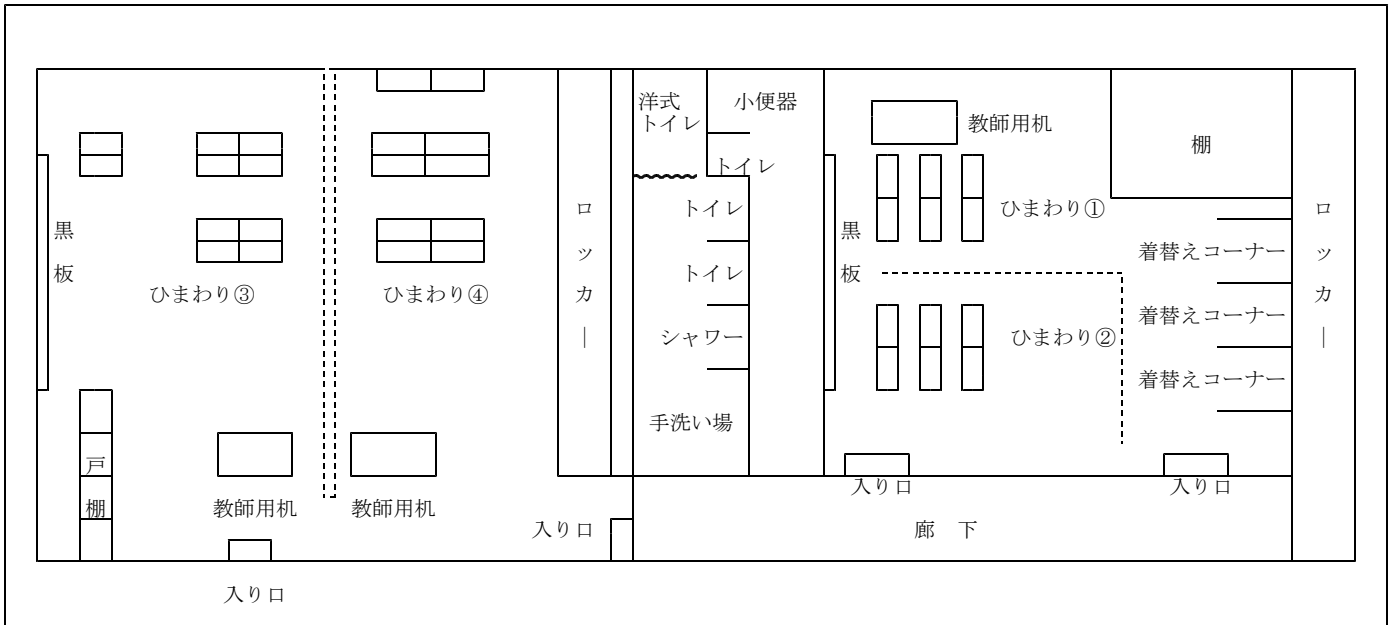 洋式
トイレ
小便器
トイレ
教師用机
棚
黒板
トイレ
ロッカ―
黒板
ひまわり①
ロッカ―
着替えコーナー
トイレ
ひまわり③
ひまわり④
着替えコーナー
シャワー
ひまわり②
着替えコーナー
手洗い場
戸棚
教師用机
教師用机
入り口
入り口
入り口
廊 下
入り口